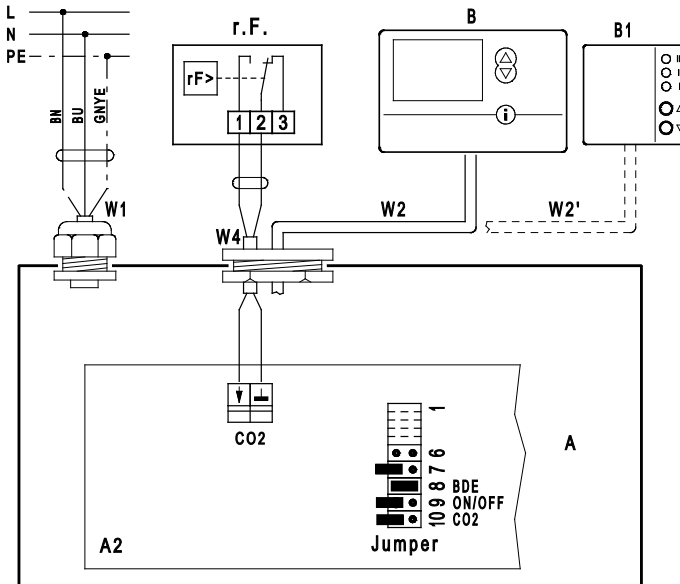 L
N
PE
BN
BU
GNYE
r.F.
rF>
1 2 3
B
i
B1
W1
W4
W2
W2'
CO2
1
6
7
8 BDE
9 ON/OFF
10 CO2
Jumper
A
A2